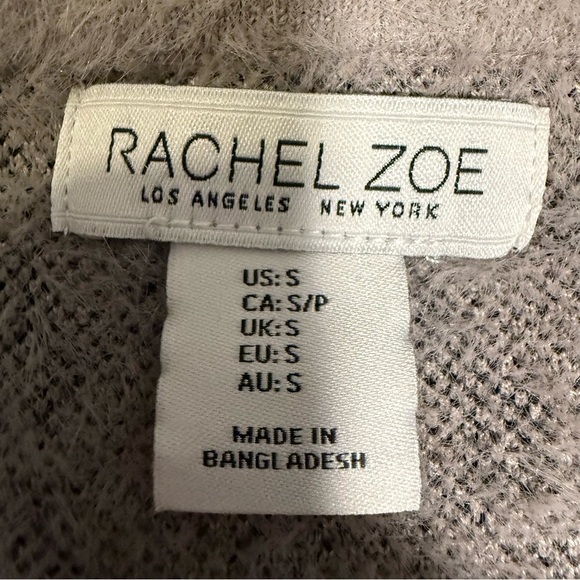 RACHEL ZOE
LOS ANGELES NEW YORK
US: S
CA: S/P
UK: S
EU: S
AU: S
MADE IN
BANGLADESH